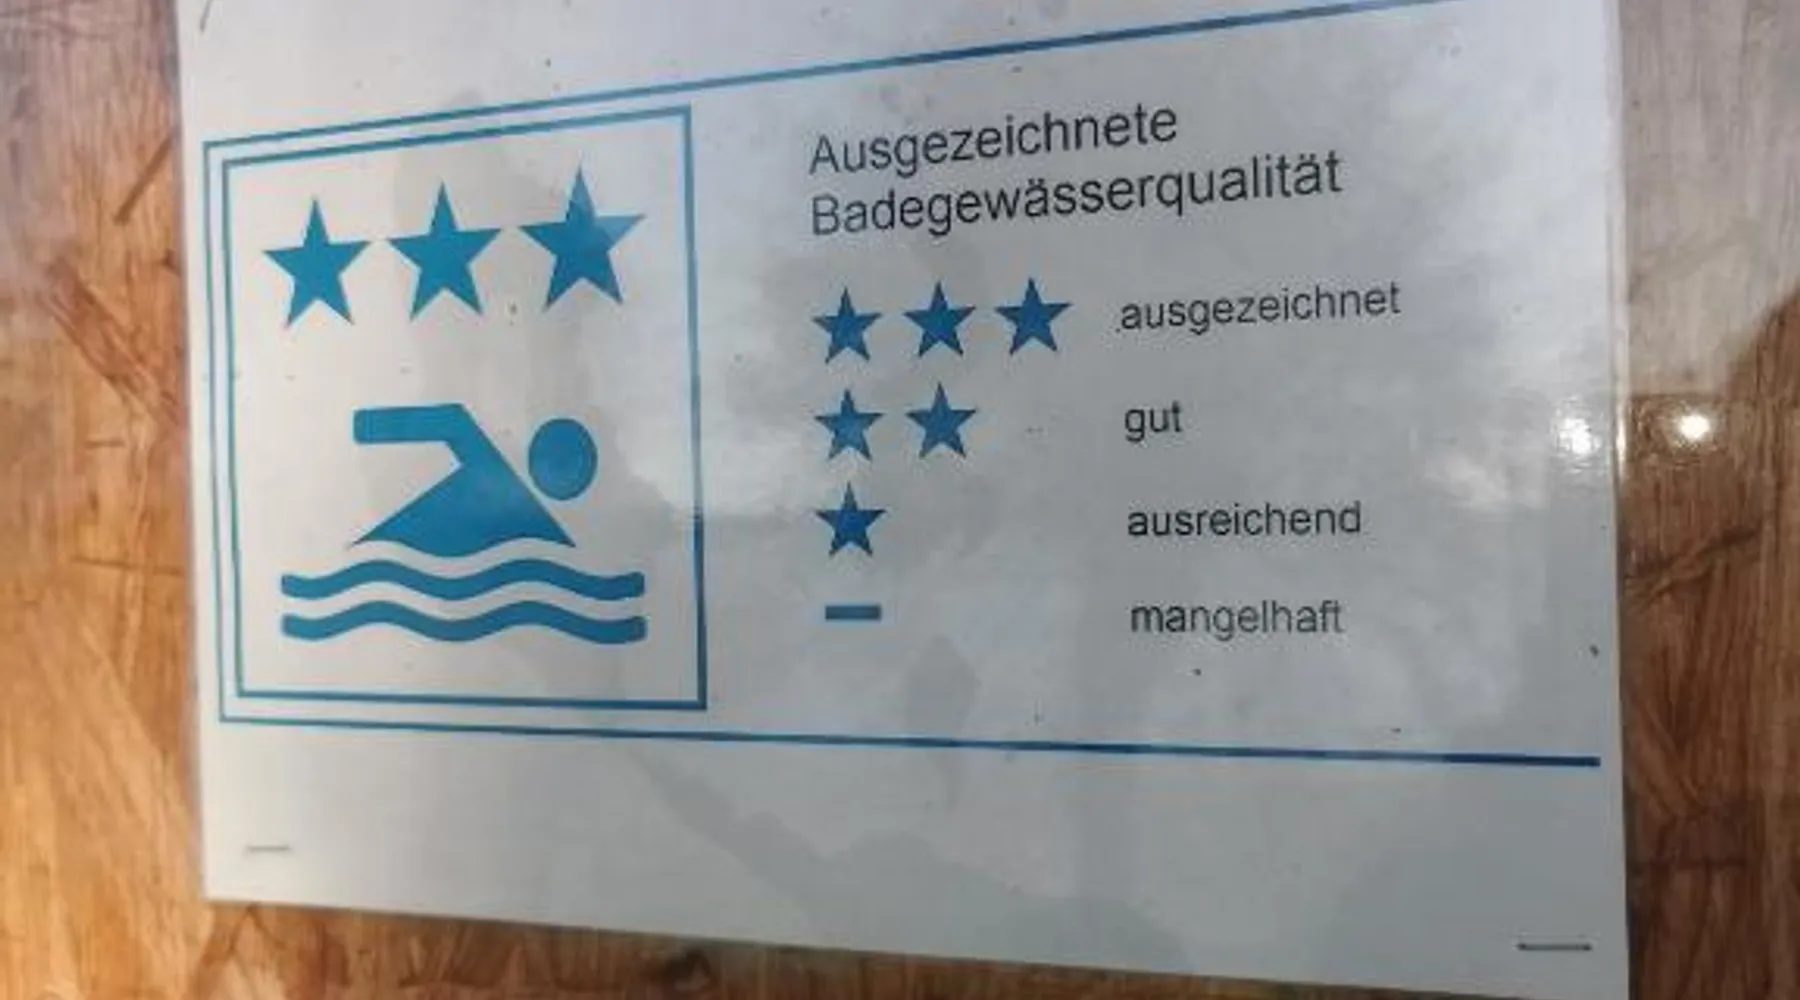 Ausgezeichnete
Badegewässerqualität
ausgezeichnet
gut
ausreichend
mangelhaft